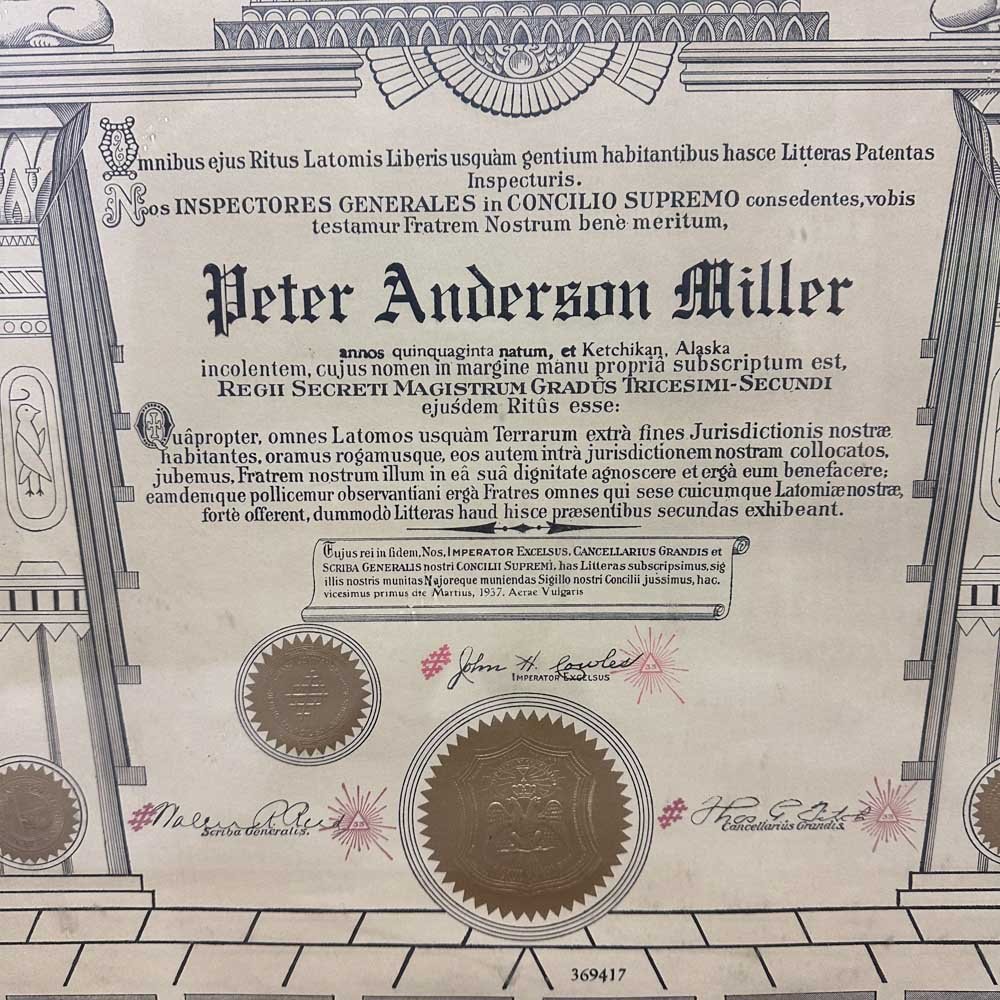 Omnibus ejus Ritus Latomis Liberis usquàm gentium habitantibus hasce Litteras Patentas
Inspecturis.
Nos INSPECTORES GENERALES in CONCILIO SUPREMO consedentes, vobis
testamur Fratrem Nostrum benè meritum,
Peter Anderson Miller
annos quinquaginta natum, et Ketchikan, Alaska
incolentem, cujus nomen in margine manu propriâ subscriptum est,
REGII SECRETI MAGISTRUM GRADÛS TRICESIMI-SECUNDI
ejusdem Ritûs esse:
Quâpropter, omnes Latomos usquàm Terrarum extrà fines Jurisdictionis nostræ
habitantes, oramus rogamusque, eos autem intrà jurisdictionem nostram collocatos,
jubemus, Fratrem nostrum illum in eâ suâ dignitate agnoscere et ergà eum benefacere;
eamdemque pollicemur observantiani ergà Fratres omnes qui sese cuicumque Latomiæ nostræ,
fortè offerent, dummodò Litteras haud hisce præsentibus secundas exhibeant.
Cujus rei in fidem, Nos, IMPERATOR EXCELSUS, CANCELLARIUS GRANDIS et
SCRIBA GENERALIS nostri CONCILII SUPREMI, has Litteras subscripsimus, sig
illis nostris munitas Majoreque muniendas Sigillo nostri Concilii jussimus, hac.
vicesimus primus die Martius, 1937. Aerae Vulgaris
John H. Cowles 33
IMPERATOR EXCELSUS
33
Scriba Generalis.
33
Cancellarius Grandis.
369417